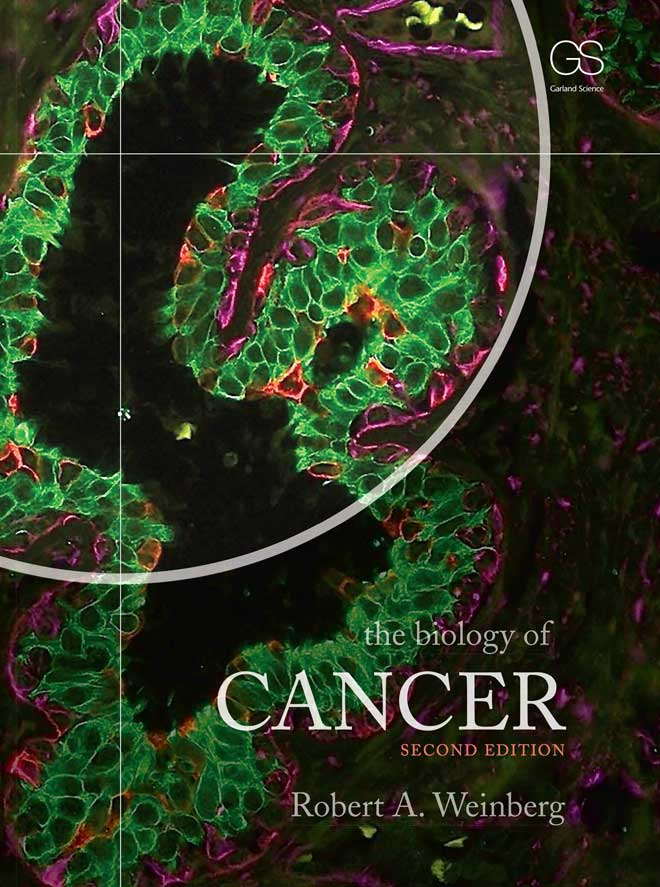 GS
Garland Science
the biology of
CANCER
SECOND EDITION
Robert A. Weinberg